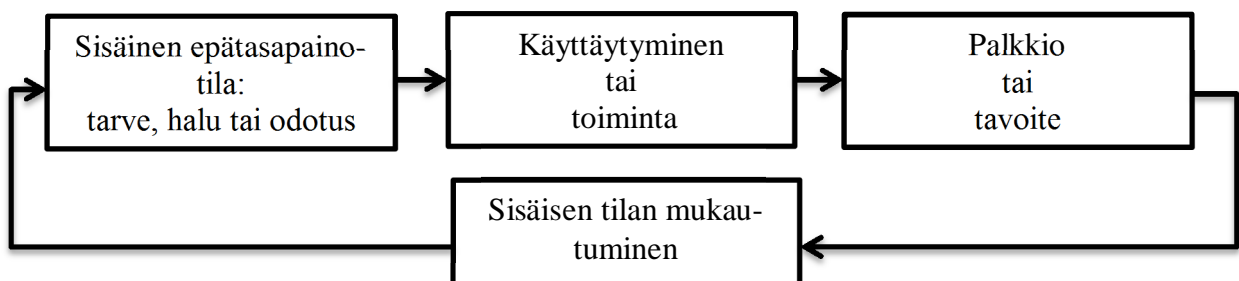 Sisäinen epätasapaino-
tila:
tarve, halu tai odotus
Käyttäytyminen
tai
toiminta
Palkkio
tai
tavoite
Sisäisen tilan mukau-
tuminen